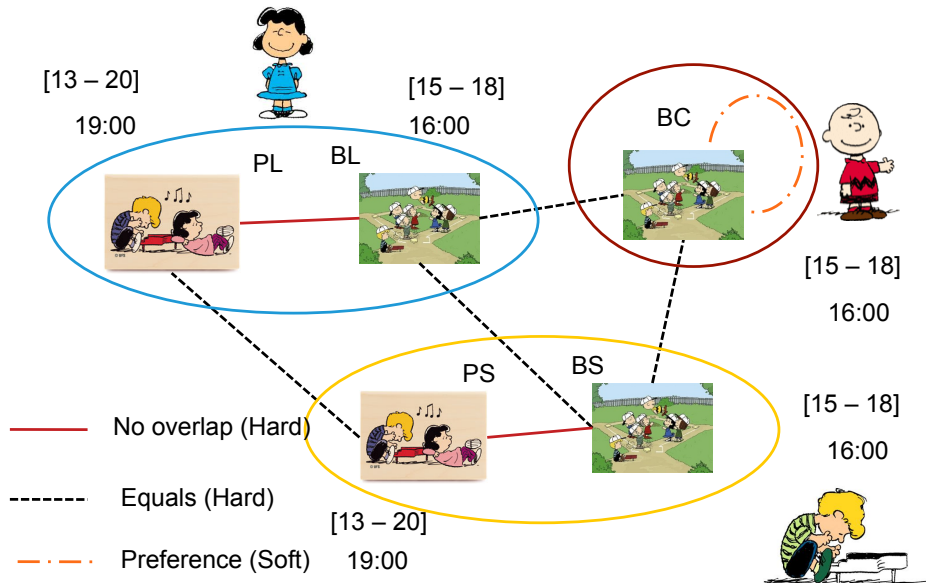 [13 – 20]
19:00
[15 – 18]
16:00
PL
BL
BC
[15 – 18]
16:00
PS
BS
[15 – 18]
16:00
No overlap (Hard)
Equals (Hard)
Preference (Soft)
[13 – 20]
19:00